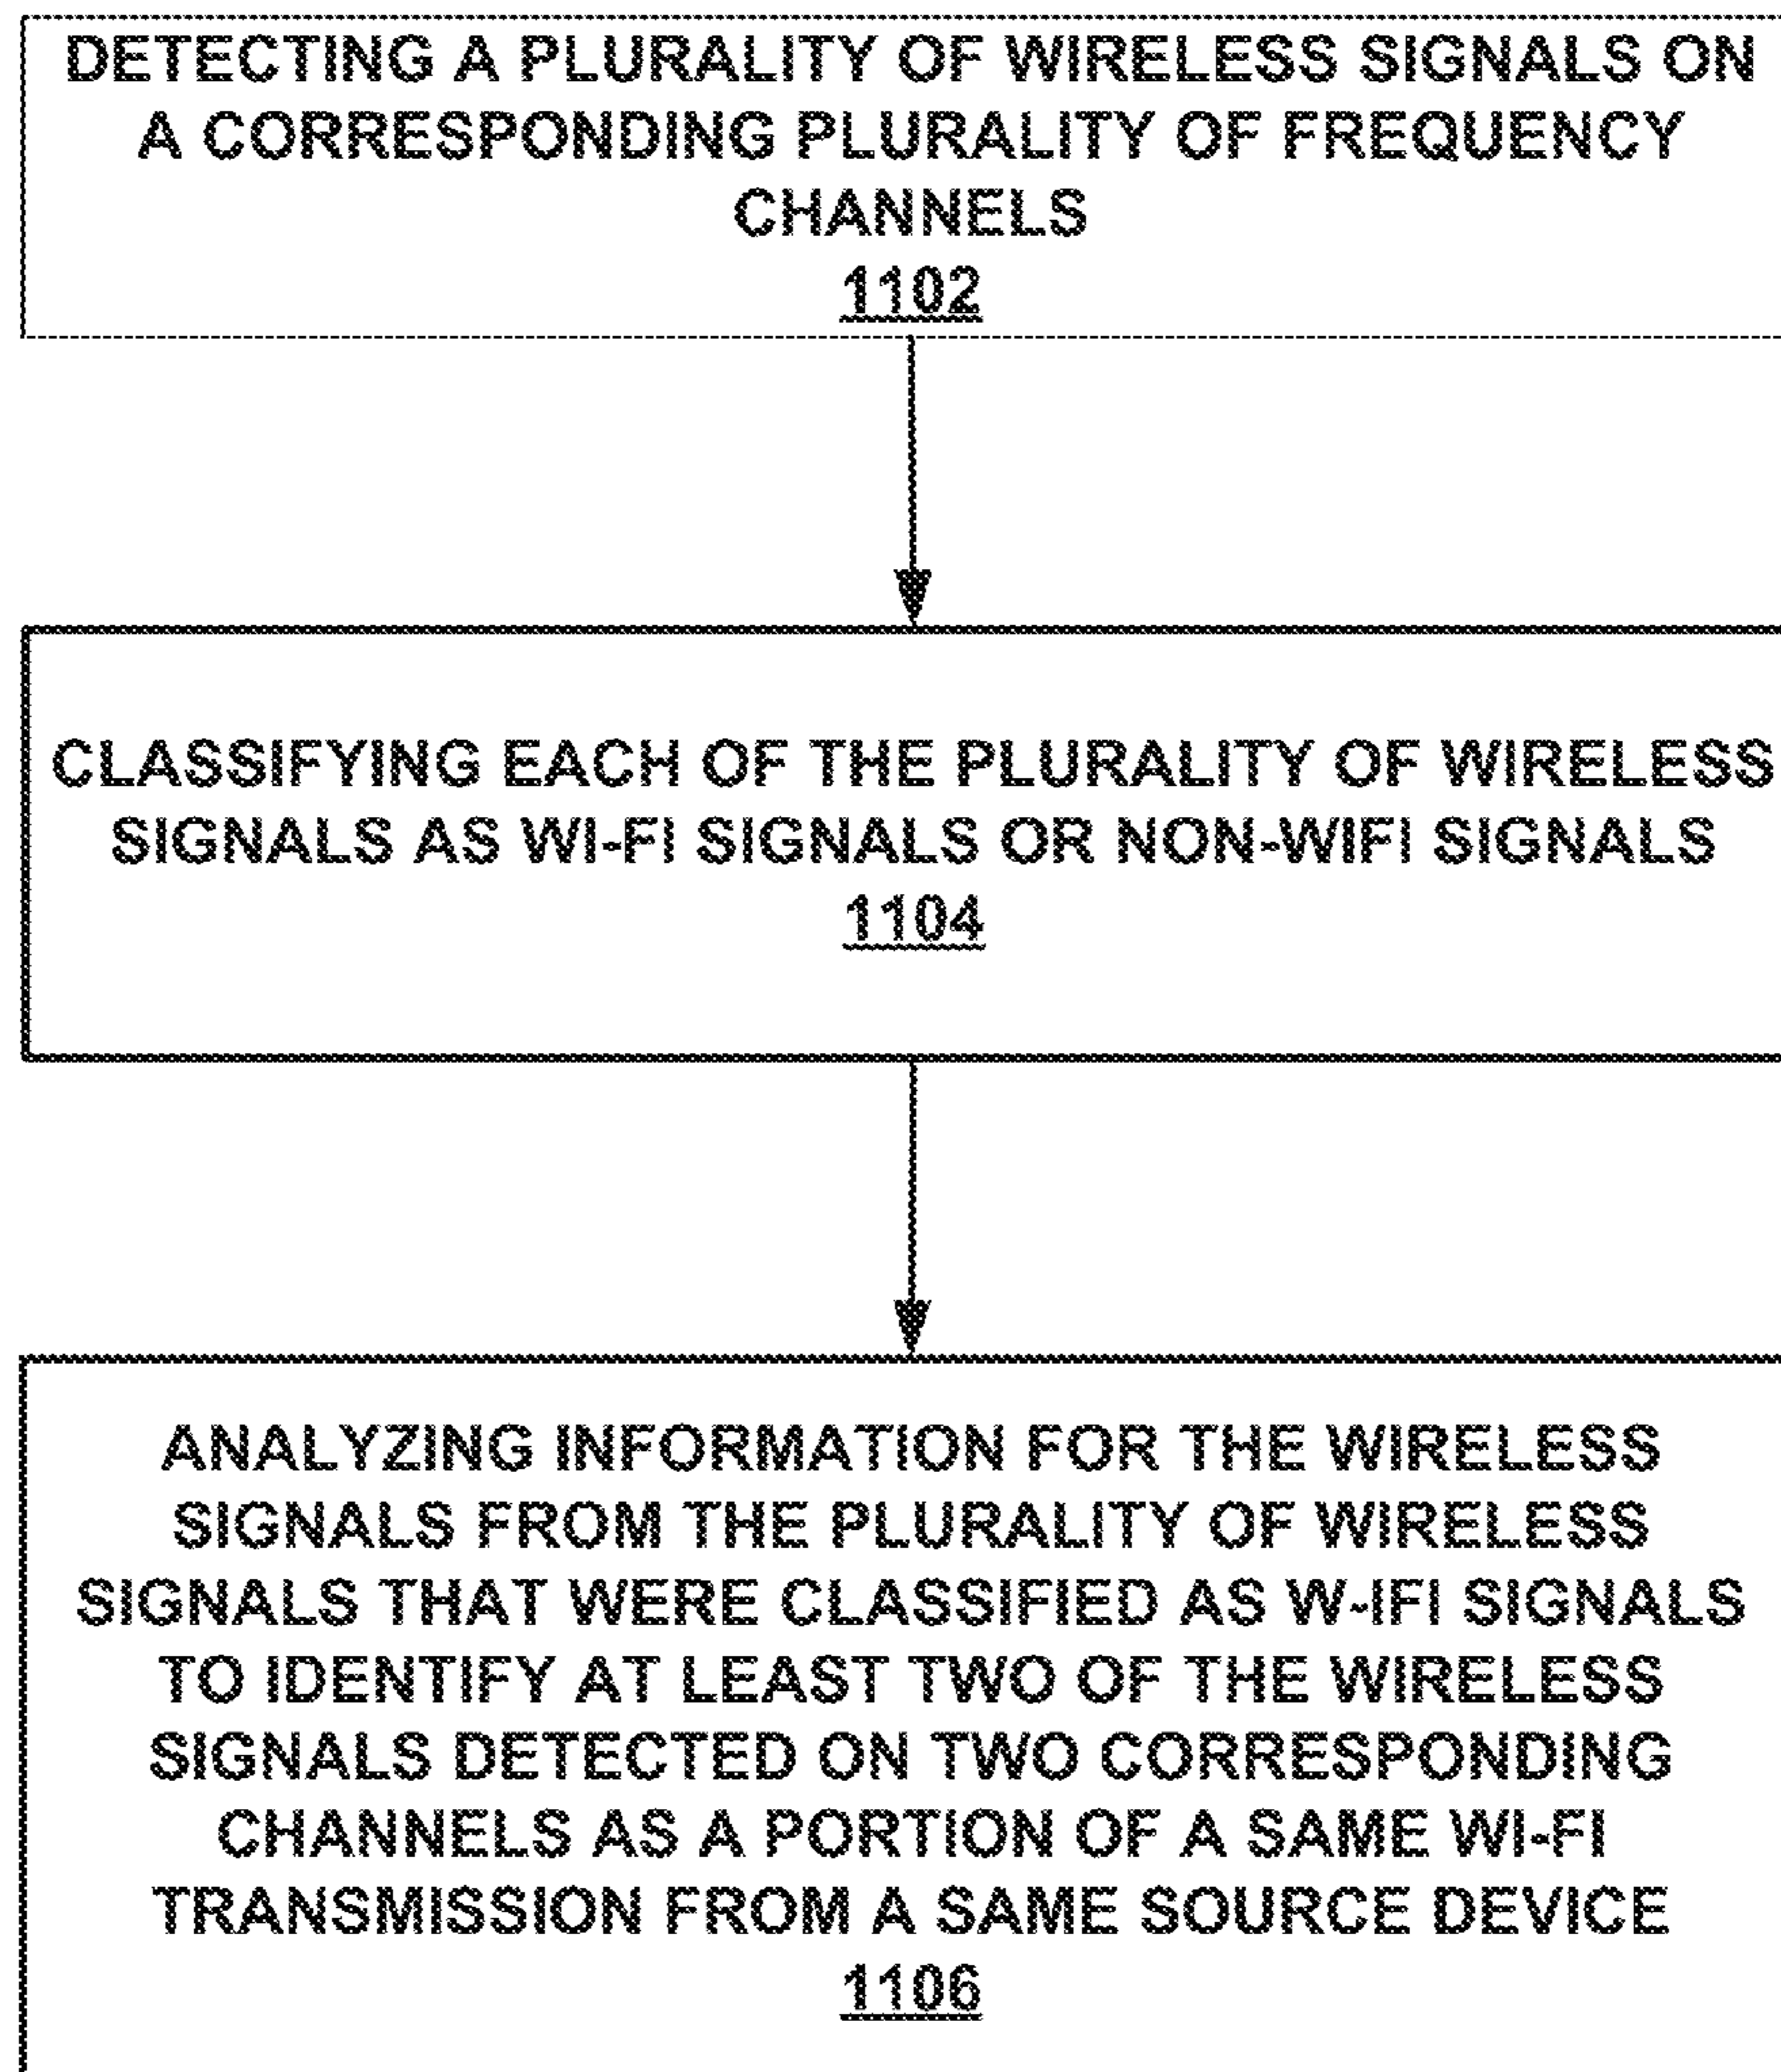 DETECTING A PLURALITY OF WIRELESS SIGNALS ON
A CORRESPONDING PLURALITY OF FREQUENCY
CHANNELS
1102
CLASSIFYING EACH OF THE PLURALITY OF WIRELESS
SIGNALS AS WI-FI SIGNALS OR NON-WIFI SIGNALS
1104
ANALYZING INFORMATION FOR THE WIRELESS
SIGNALS FROM THE PLURALITY OF WIRELESS
SIGNALS THAT WERE CLASSIFIED AS W-IFI SIGNALS
TO IDENTIFY AT LEAST TWO OF THE WIRELESS
SIGNALS DETECTED ON TWO CORRESPONDING
CHANNELS AS A PORTION OF A SAME WI-FI
TRANSMISSION FROM A SAME SOURCE DEVICE
1106